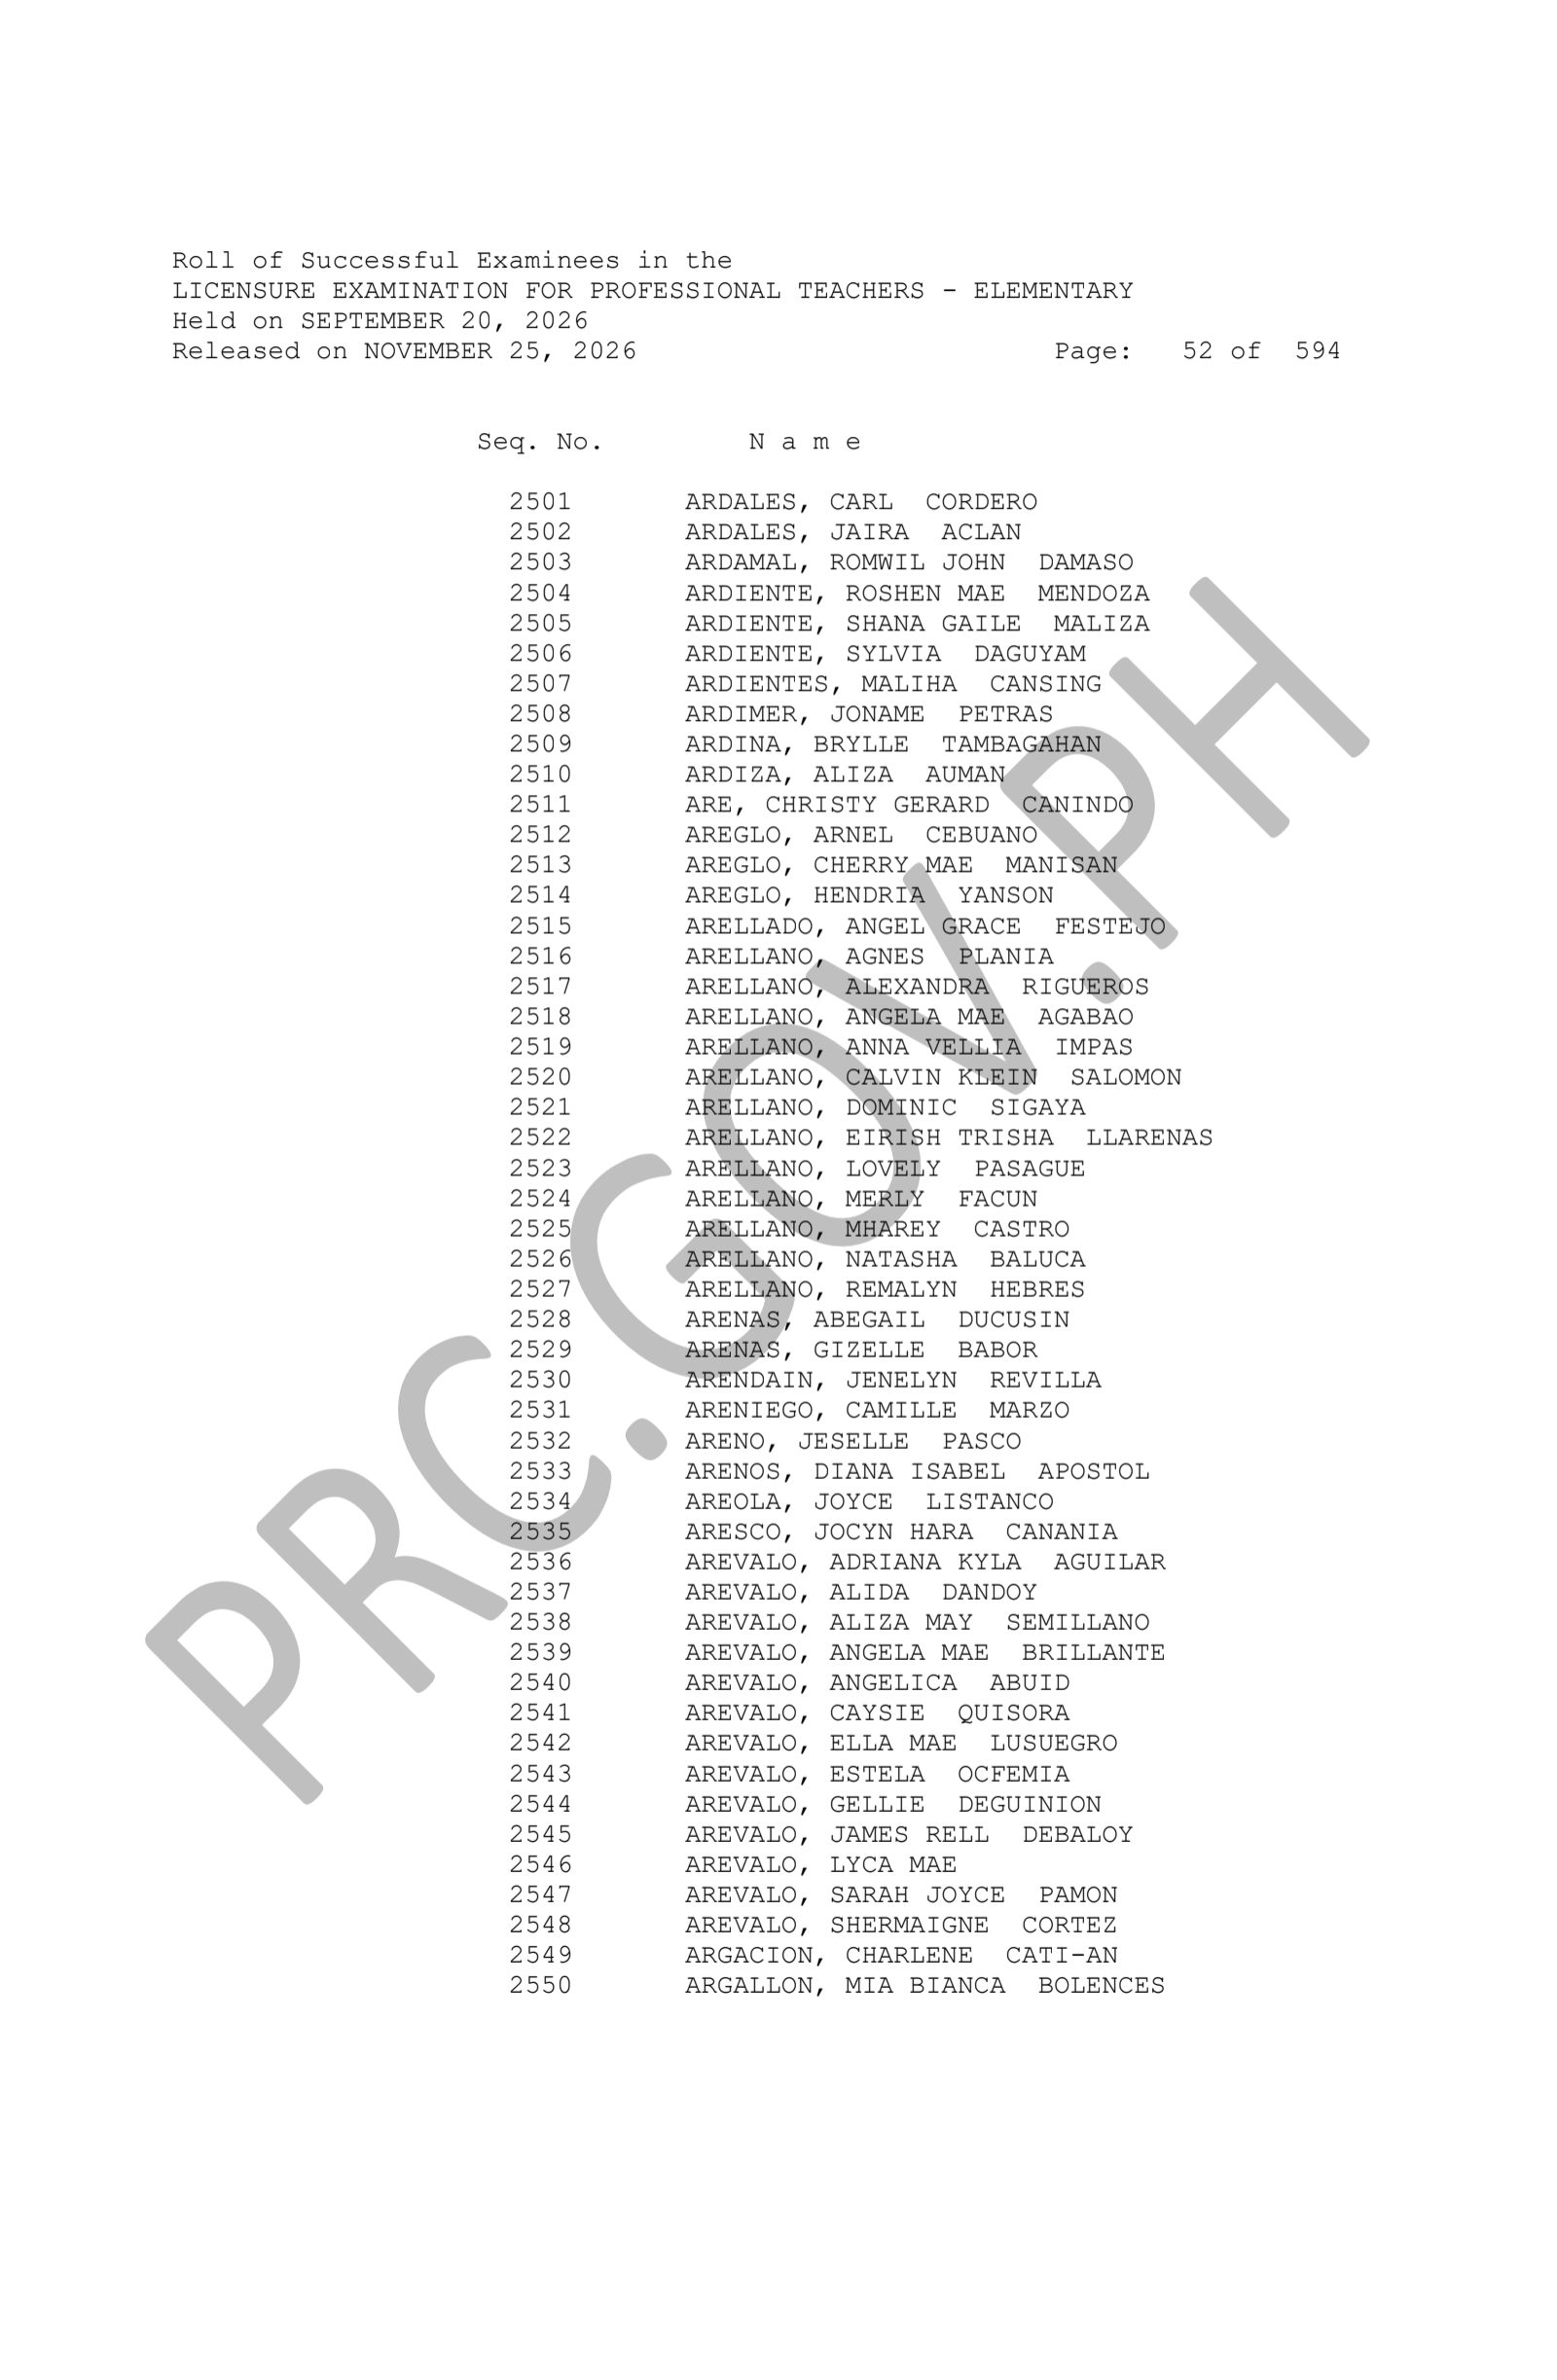 Roll of Successful Examinees in the
LICENSURE EXAMINATION FOR PROFESSIONAL TEACHERS - ELEMENTARY
Held on SEPTEMBER 20, 2026
Released on NOVEMBER 25, 2026 Page: 52 of 594
Seq. No. N a m e
2501 ARDALES, CARL CORDERO
2502 ARDALES, JAIRA ACLAN
2503 ARDAMAL, ROMWIL JOHN DAMASO
2504 ARDIENTE, ROSHEN MAE MENDOZA
2505 ARDIENTE, SHANA GAILE MALIZA
2506 ARDIENTE, SYLVIA DAGUYAM
2507 ARDIENTES, MALIHA CANSING
2508 ARDIMER, JONAME PETRAS
2509 ARDINA, BRYLLE TAMBAGAHAN
2510 ARDIZA, ALIZA AUMAN
2511 ARE, CHRISTY GERARD CANINDO
2512 AREGLO, ARNEL CEBUANO
2513 AREGLO, CHERRY MAE MANISAN
2514 AREGLO, HENDRIA YANSON
2515 ARELLADO, ANGEL GRACE FESTEJO
2516 ARELLANO, AGNES PLANIA
2517 ARELLANO, ALEXANDRA RIGUEROS
2518 ARELLANO, ANGELA MAE AGABAO
2519 ARELLANO, ANNA VELLIA IMPAS
2520 ARELLANO, CALVIN KLEIN SALOMON
2521 ARELLANO, DOMINIC SIGAYA
2522 ARELLANO, EIRISH TRISHA LLARENAS
2523 ARELLANO, LOVELY PASAGUE
2524 ARELLANO, MERLY FACUN
2525 ARELLANO, MHAREY CASTRO
2526 ARELLANO, NATASHA BALUCA
2527 ARELLANO, REMALYN HEBRES
2528 ARENAS, ABEGAIL DUCUSIN
2529 ARENAS, GIZELLE BABOR
2530 ARENDAIN, JENELYN REVILLA
2531 ARENIEGO, CAMILLE MARZO
2532 ARENO, JESELLE PASCO
2533 ARENOS, DIANA ISABEL APOSTOL
2534 AREOLA, JOYCE LISTANCO
2535 ARESCO, JOCYN HARA CANANIA
2536 AREVALO, ADRIANA KYLA AGUILAR
2537 AREVALO, ALIDA DANDOY
2538 AREVALO, ALIZA MAY SEMILLANO
2539 AREVALO, ANGELA MAE BRILLANTE
2540 AREVALO, ANGELICA ABUID
2541 AREVALO, CAYSIE QUISORA
2542 AREVALO, ELLA MAE LUSUEGRO
2543 AREVALO, ESTELA OCFEMIA
2544 AREVALO, GELLIE DEGUINION
2545 AREVALO, JAMES RELL DEBALOY
2546 AREVALO, LYCA MAE
2547 AREVALO, SARAH JOYCE PAMON
2548 AREVALO, SHERMAIGNE CORTEZ
2549 ARGACION, CHARLENE CATI-AN
2550 ARGALLON, MIA BIANCA BOLENCES
PRC.GOV.PH